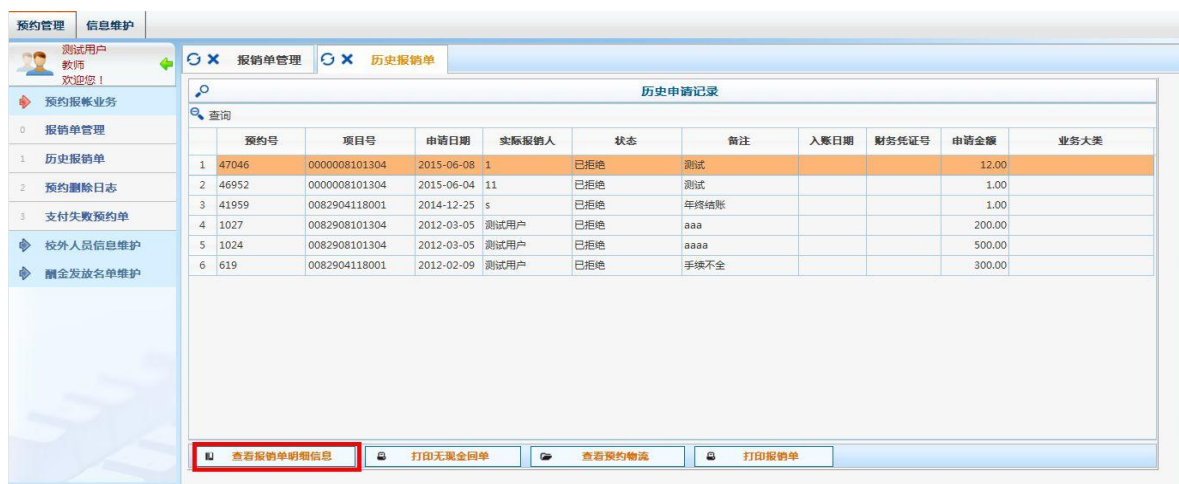 预约管理 信息维护
测试用户
教师
欢迎您！
预约报帐业务
0 报销单管理
1 历史报销单
2 预约删除日志
3 支付失败预约单
校外人员信息维护
酬金发放名单维护
报销单管理 历史报销单
历史申请记录
查询
预约号 项目号 申请日期 实际报销人 状态 备注 入账日期 财务凭证号 申请金额 业务大类
1 47046 0000008101304 2015-06-08 1 已拒绝 测试 12.00
2 46952 0000008101304 2015-06-04 11 已拒绝 测试 1.00
3 41959 0082904118001 2014-12-25 s 已拒绝 年终结账 1.00
4 1027 0082908101304 2012-03-05 测试用户 已拒绝 aaa 200.00
5 1024 0082908101304 2012-03-05 测试用户 已拒绝 aaaa 500.00
6 619 0082904118001 2012-02-09 测试用户 已拒绝 手续不全 300.00
查看报销单明细信息 打印无现金回单 查看预约物流 打印报销单